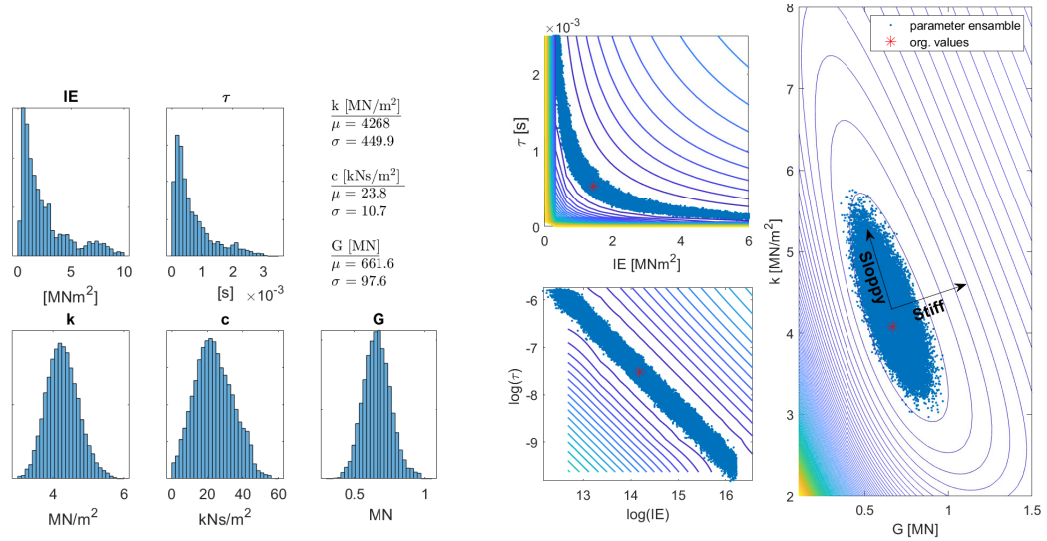 IE
0
5
10
[MNm²]
τ
0
1
2
3
[s]
×10⁻³
k [MN/m²]
μ = 4268
σ = 449.9
c [kNs/m²]
μ = 23.8
σ = 10.7
G [MN]
μ = 661.6
σ = 97.6
k
4
6
MN/m²
c
0
20
40
60
kNs/m²
G
0.5
1
MN
×10⁻³
2
1
0
τ [s]
0
2
4
6
IE [MNm²]
-6
-7
-8
-9
log(τ)
13
14
15
16
log(IE)
8
7
6
5
4
3
2
k [MN/m²]
parameter ensamble
org. values
Sloppy
Stiff
0.5
1
1.5
G [MN]